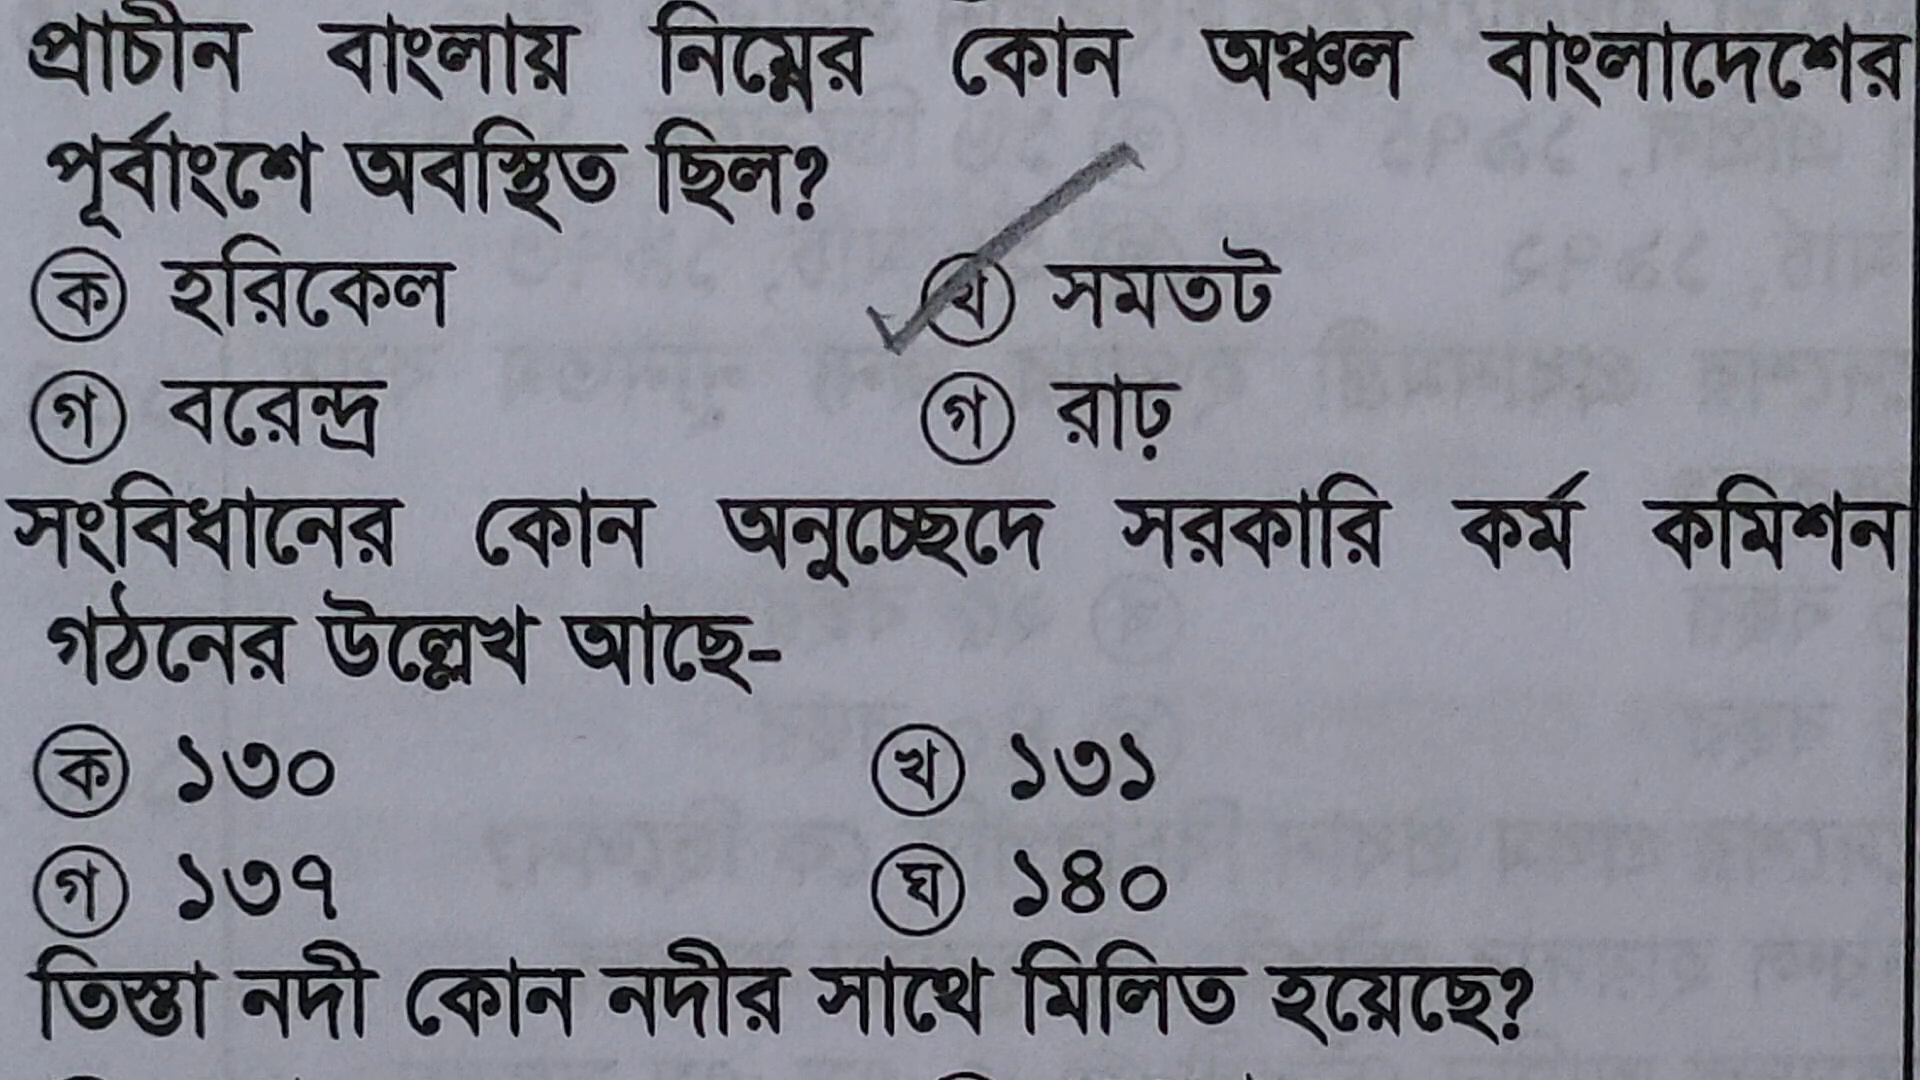 প্রাচীন বাংলায় নিম্নের কোন অঞ্চল বাংলাদেশের
পূর্বাংশে অবস্থিত ছিল?
ক হরিকেল খ সমতট
গ বরেন্দ্র গ রাঢ়
সংবিধানের কোন অনুচ্ছেদে সরকারি কর্ম কমিশন
গঠনের উল্লেখ আছে-
ক ১৩০ খ ১৩১
গ ১৩৭ ঘ ১৪০
তিস্তা নদী কোন নদীর সাথে মিলিত হয়েছে?